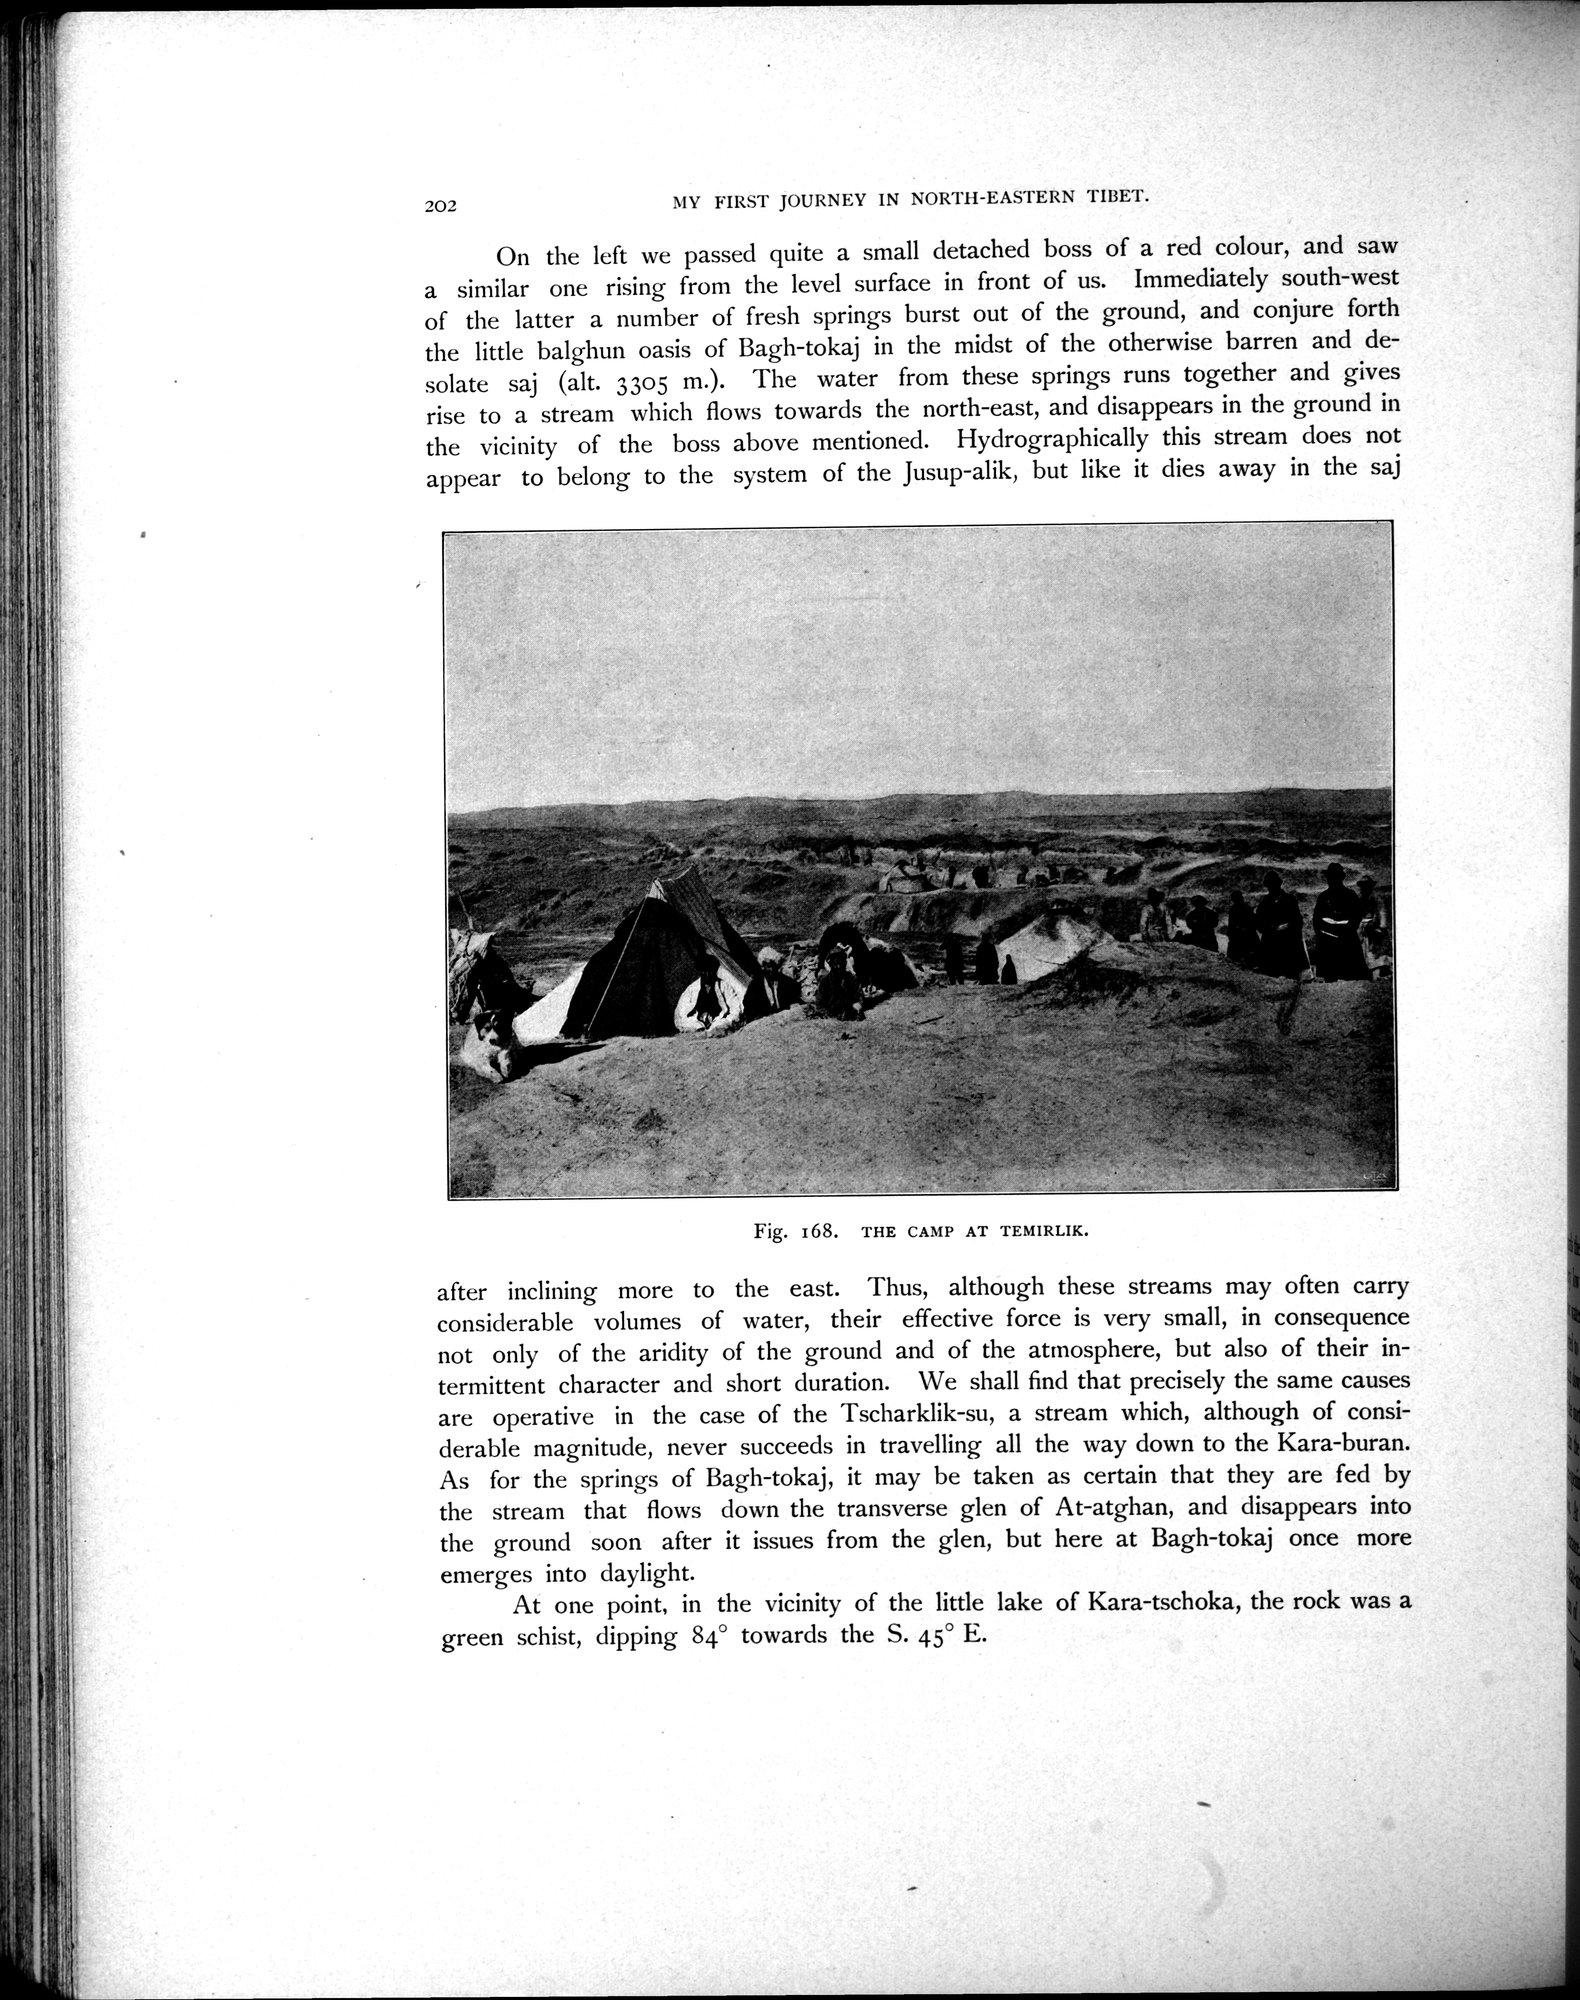 202
MY FIRST JOURNEY IN NORTH-EASTERN TIBET.
On the left we passed quite a small detached boss of a red colour, and saw
a similar one rising from the level surface in front of us. Immediately south-west
of the latter a number of fresh springs burst out of the ground, and conjure forth
the little balghun oasis of Bagh-tokaj in the midst of the otherwise barren and de-
solate saj (alt. 3305 m.). The water from these springs runs together and gives
rise to a stream which flows towards the north-east, and disappears in the ground in
the vicinity of the boss above mentioned. Hydrographically this stream does not
appear to belong to the system of the Jusup-alik, but like it dies away in the saj
Fig. 168. THE CAMP AT TEMIRLIK.
after inclining more to the east. Thus, although these streams may often carry
considerable volumes of water, their effective force is very small, in consequence
not only of the aridity of the ground and of the atmosphere, but also of their in-
termittent character and short duration. We shall find that precisely the same causes
are operative in the case of the Tscharklik-su, a stream which, although of consi-
derable magnitude, never succeeds in travelling all the way down to the Kara-buran.
As for the springs of Bagh-tokaj, it may be taken as certain that they are fed by
the stream that flows down the transverse glen of At-atghan, and disappears into
the ground soon after it issues from the glen, but here at Bagh-tokaj once more
emerges into daylight.
At one point, in the vicinity of the little lake of Kara-tschoka, the rock was a
green schist, dipping 84° towards the S. 45° E.